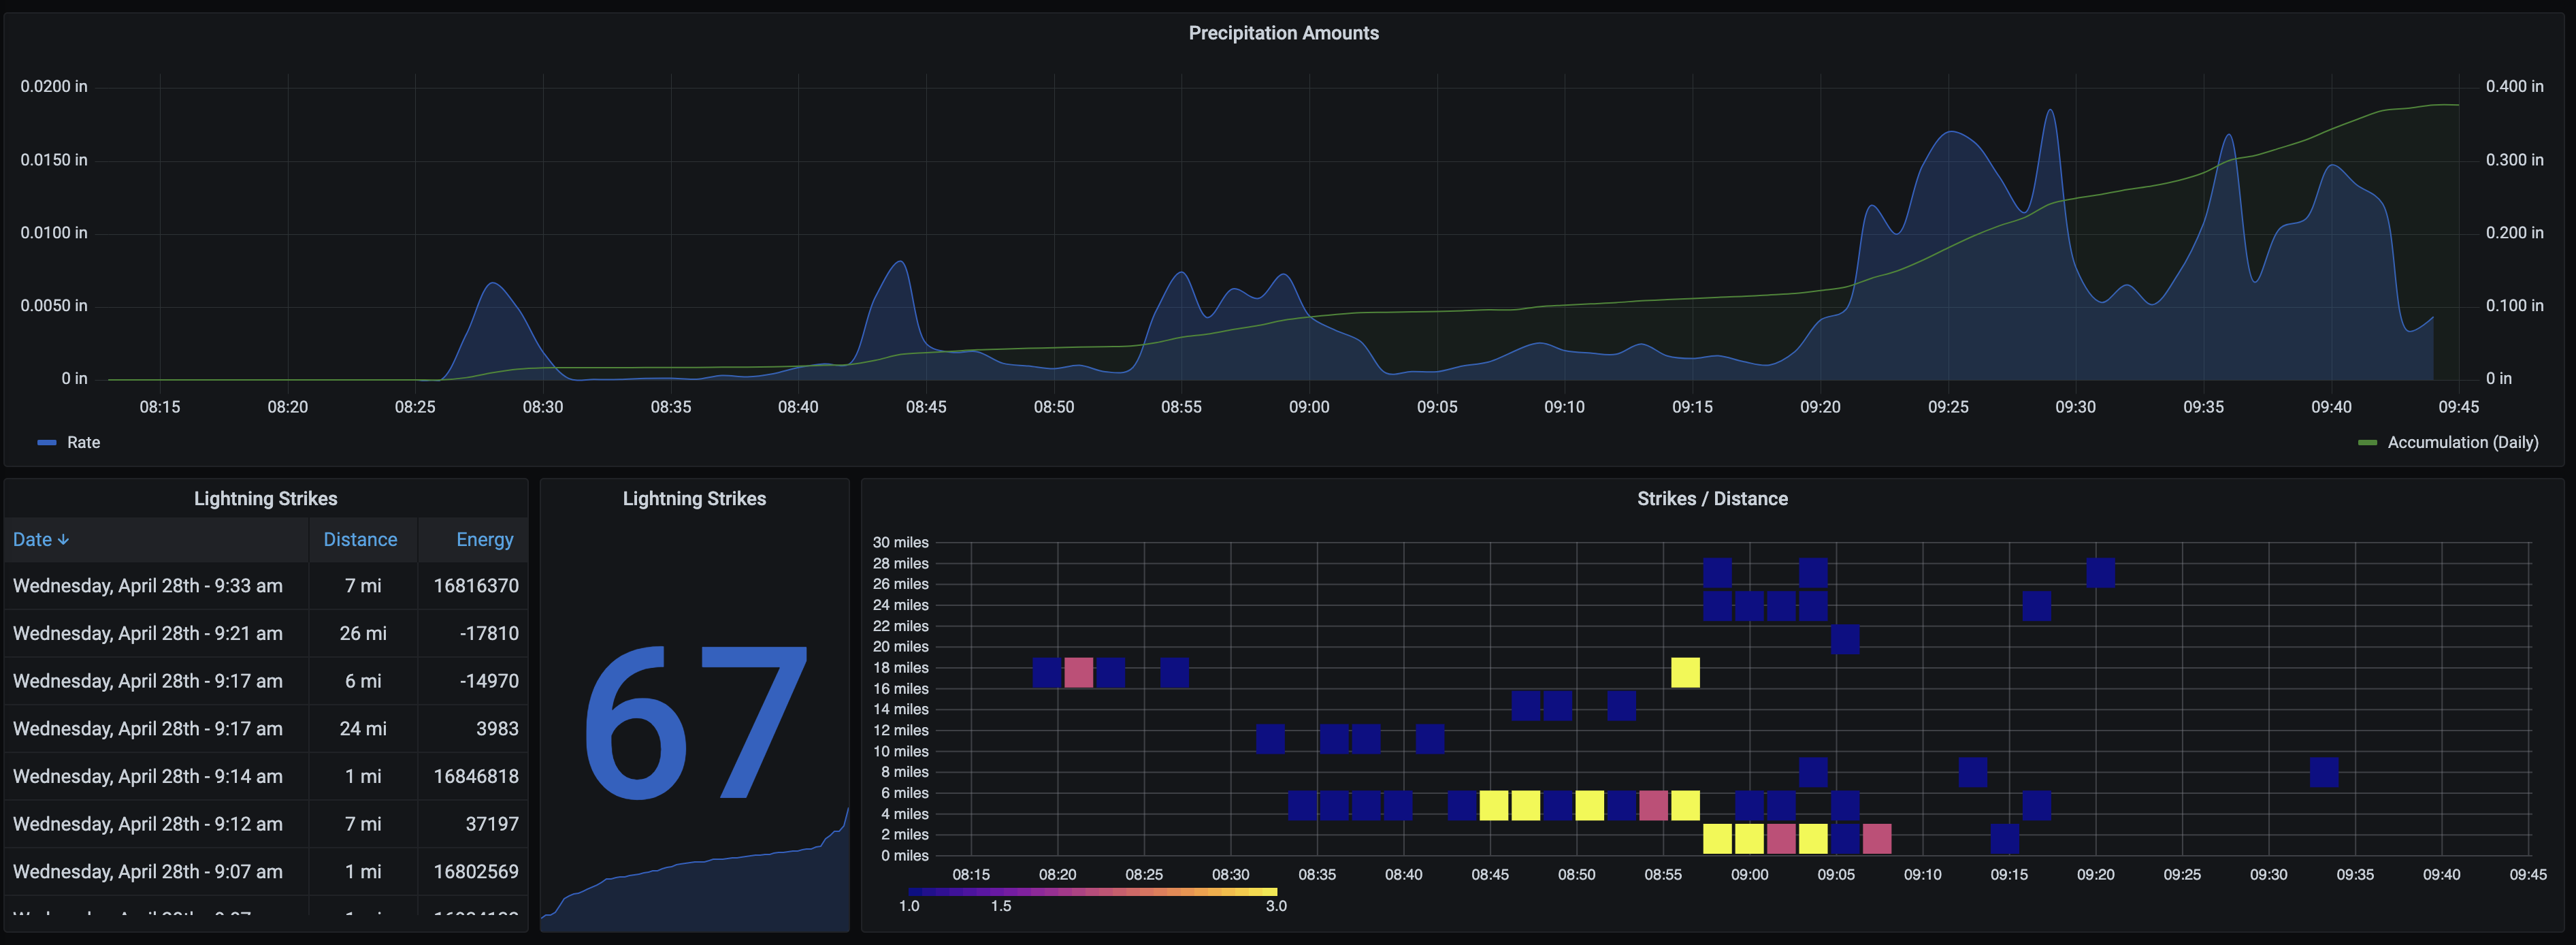 Precipitation Amounts
0.0200 in 0.400 in
0.0150 in 0.300 in
0.0100 in 0.200 in
0.0050 in 0.100 in
0 in 0 in
08:15 08:20 08:25 08:30 08:35 08:40 08:45 08:50 08:55 09:00 09:05 09:10 09:15 09:20 09:25 09:30 09:35 09:40 09:45
Rate Accumulation (Daily)
Lightning Strikes
Date ↓ Distance Energy
Wednesday, April 28th - 9:33 am 7 mi 16816370
Wednesday, April 28th - 9:21 am 26 mi -17810
Wednesday, April 28th - 9:17 am 6 mi -14970
Wednesday, April 28th - 9:17 am 24 mi 3983
Wednesday, April 28th - 9:14 am 1 mi 16846818
Wednesday, April 28th - 9:12 am 7 mi 37197
Wednesday, April 28th - 9:07 am 1 mi 16802569
Lightning Strikes
67
Strikes / Distance
30 miles
28 miles
26 miles
24 miles
22 miles
20 miles
18 miles
16 miles
14 miles
12 miles
10 miles
8 miles
6 miles
4 miles
2 miles
0 miles
08:15 08:20 08:25 08:30 08:35 08:40 08:45 08:50 08:55 09:00 09:05 09:10 09:15 09:20 09:25 09:30 09:35 09:40 09:45
1.0 1.5 3.0